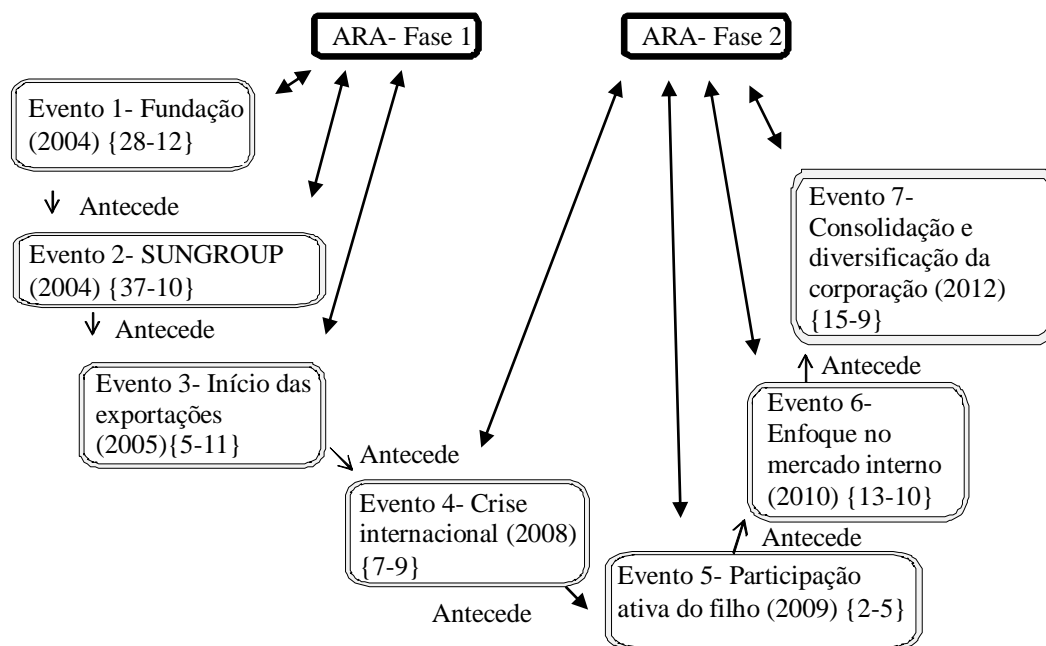 ARA- Fase 1
ARA- Fase 2
Evento 1- Fundação
(2004) {28-12}
Antecede
Evento 2- SUNGROUP
(2004) {37-10}
Antecede
Evento 3- Início das
exportações
(2005){5-11}
Antecede
Evento 4- Crise
internacional (2008)
{7-9}
Antecede
Evento 5- Participação
ativa do filho (2009) {2-5}
Antecede
Evento 6-
Enfoque no
mercado interno
(2010) {13-10}
Antecede
Evento 7-
Consolidação e
diversificação da
corporação (2012)
{15-9}